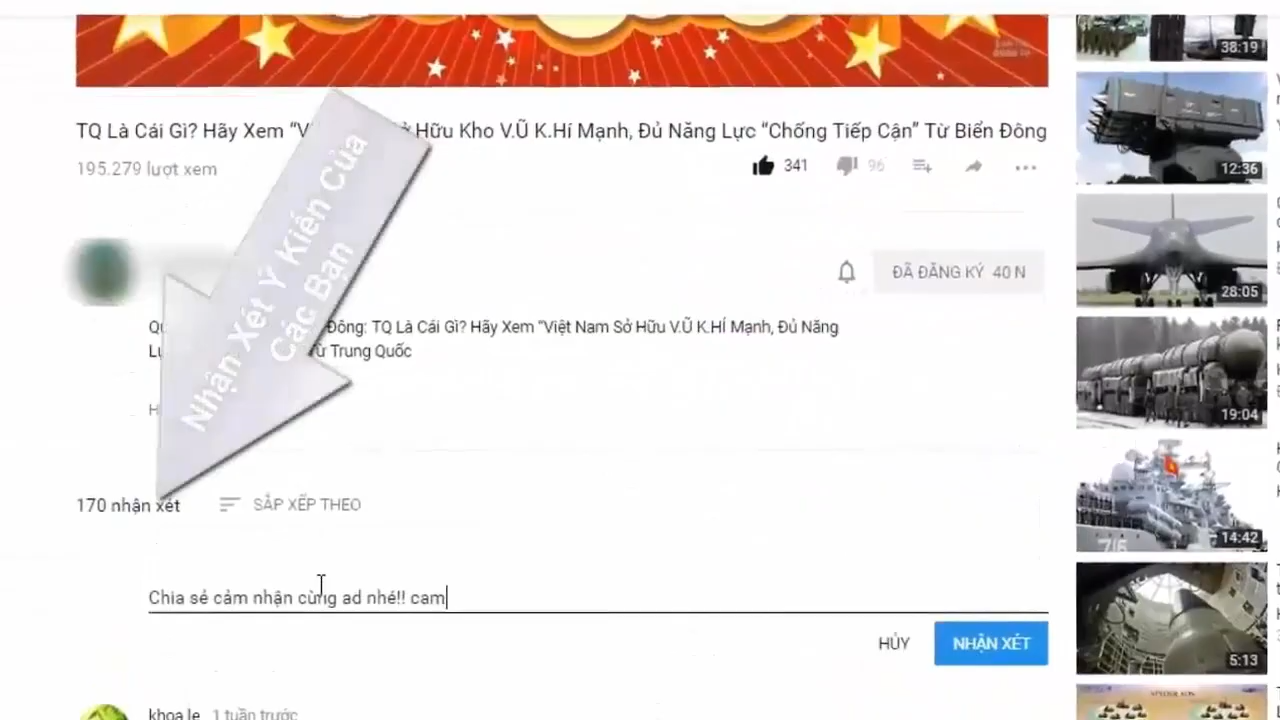 38:19
TQ Là Cái Gì? Hãy Xem “V Hữu Kho V.Ũ K.Hí Mạnh, Đủ Năng Lực “Chống Tiếp Cận” Từ Biển Đông
195.279 lượt xem
341
96
12:36
Nhận Xét Ý Kiến Của
Các Bạn
ĐÃ ĐĂNG KÝ 40 N
28:05
Đông: TQ Là Cái Gì? Hãy Xem “Việt Nam Sở Hữu V.Ũ K.HÍ Mạnh, Đủ Năng
Trung Quốc
19:04
170 nhận xét
SẮP XẾP THEO
14:42
715
Chia sẻ cảm nhận cùng ad nhé!! cam
HỦY
NHẬN XÉT
5:13
khoa le 1 tuần trước